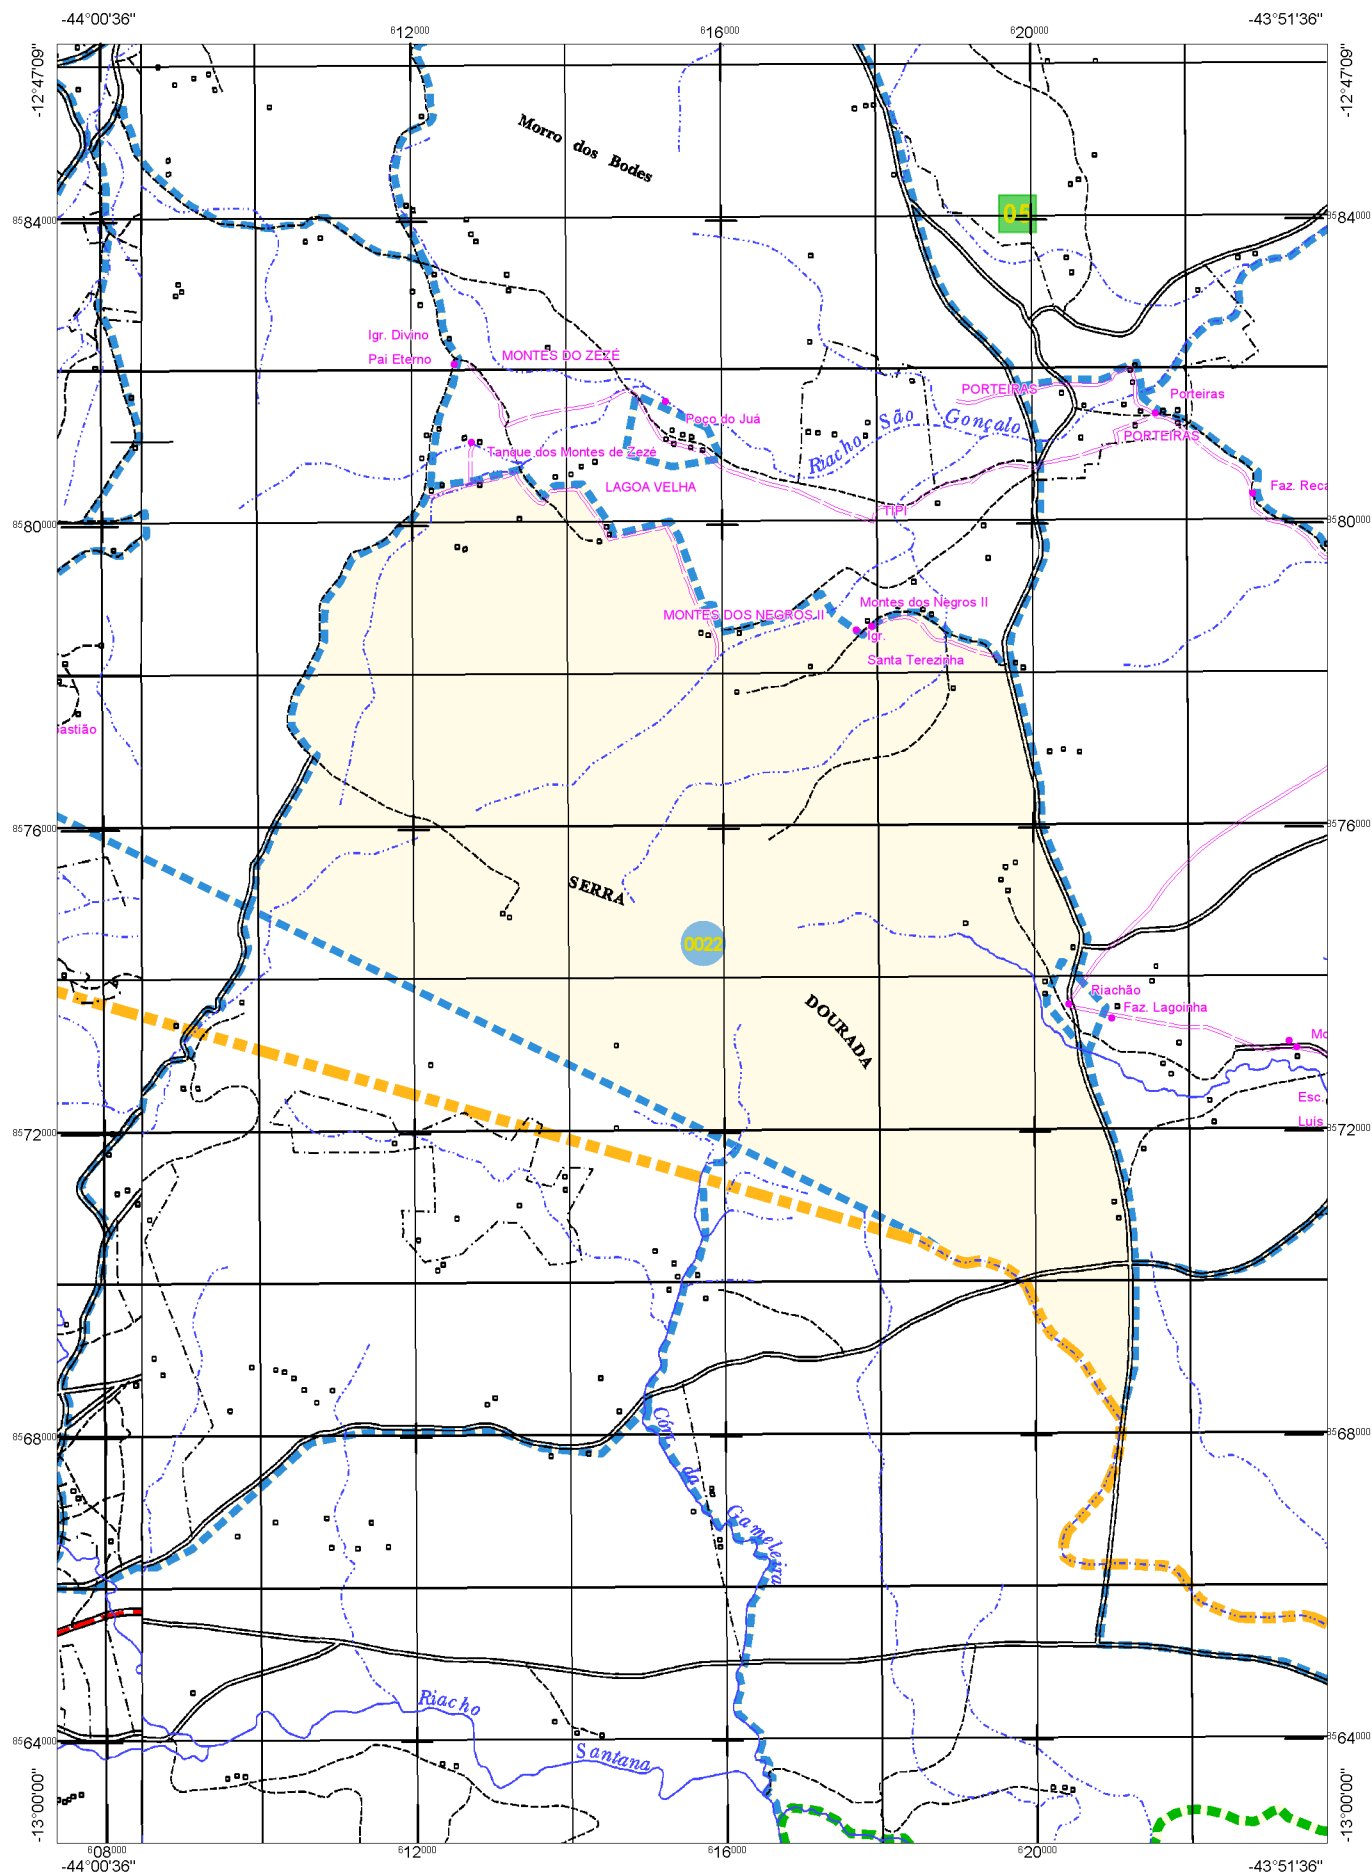 -44°00'36"
612000
616000
620000
-43°51'36"
-12°47'09"
-12°47'09"
Morro dos Bodes
05
8584000
8584000
Igr. Divino
Pai Eterno
MONTES DO ZEZÉ
PORTEIRAS
Porteiras
Poço do Juá
Riacho São Gonçalo
PORTEIRAS
Tanque dos Montes de Zezé
LAGOA VELHA
Faz. Reca
TIPI
8580000
8580000
Montes dos Negros II
MONTES DOS NEGROS II
Igr.
Santa Terezinha
bastião
8576000
8576000
SERRA
0022
DOURADA
Riachão
Faz. Lagoinha
Mo
Esc.
Luis
8572000
8572000
8568000
8568000
Cór. da Gameleira
Riacho
Santana
8564000
8564000
-13°00'00"
-13°00'00"
608000
612000
616000
620000
-44°00'36"
-43°51'36"